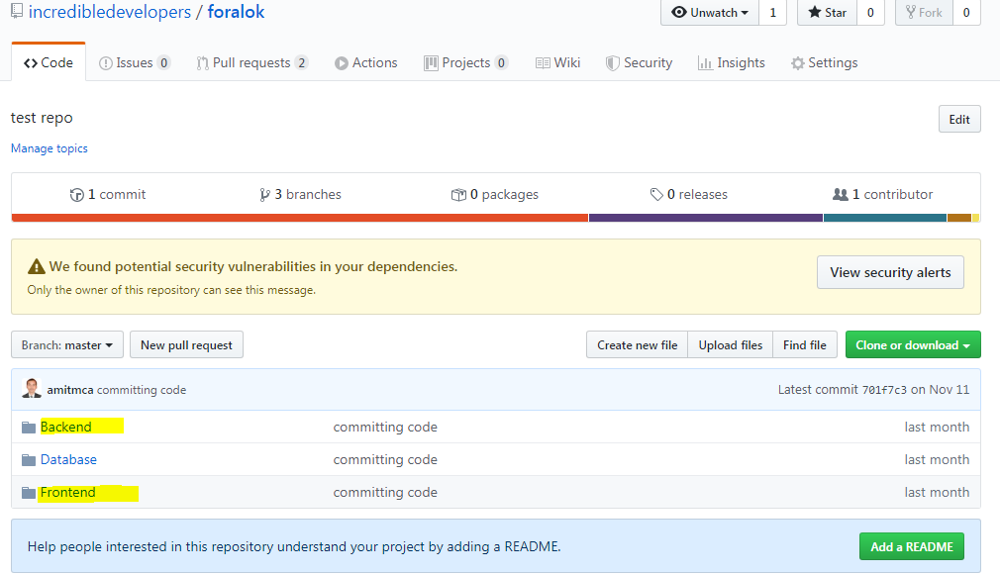 incredibledevelopers / foralok Unwatch 1 Star 0 Fork 0
Code Issues 0 Pull requests 2 Actions Projects 0 Wiki Security Insights Settings
test repo Edit
Manage topics
1 commit 3 branches 0 packages 0 releases 1 contributor
We found potential security vulnerabilities in your dependencies.
Only the owner of this repository can see this message.
View security alerts
Branch: master New pull request Create new file Upload files Find file Clone or download
amitmca committing code Latest commit 701f7c3 on Nov 11
Backend committing code last month
Database committing code last month
Frontend committing code last month
Help people interested in this repository understand your project by adding a README. Add a README